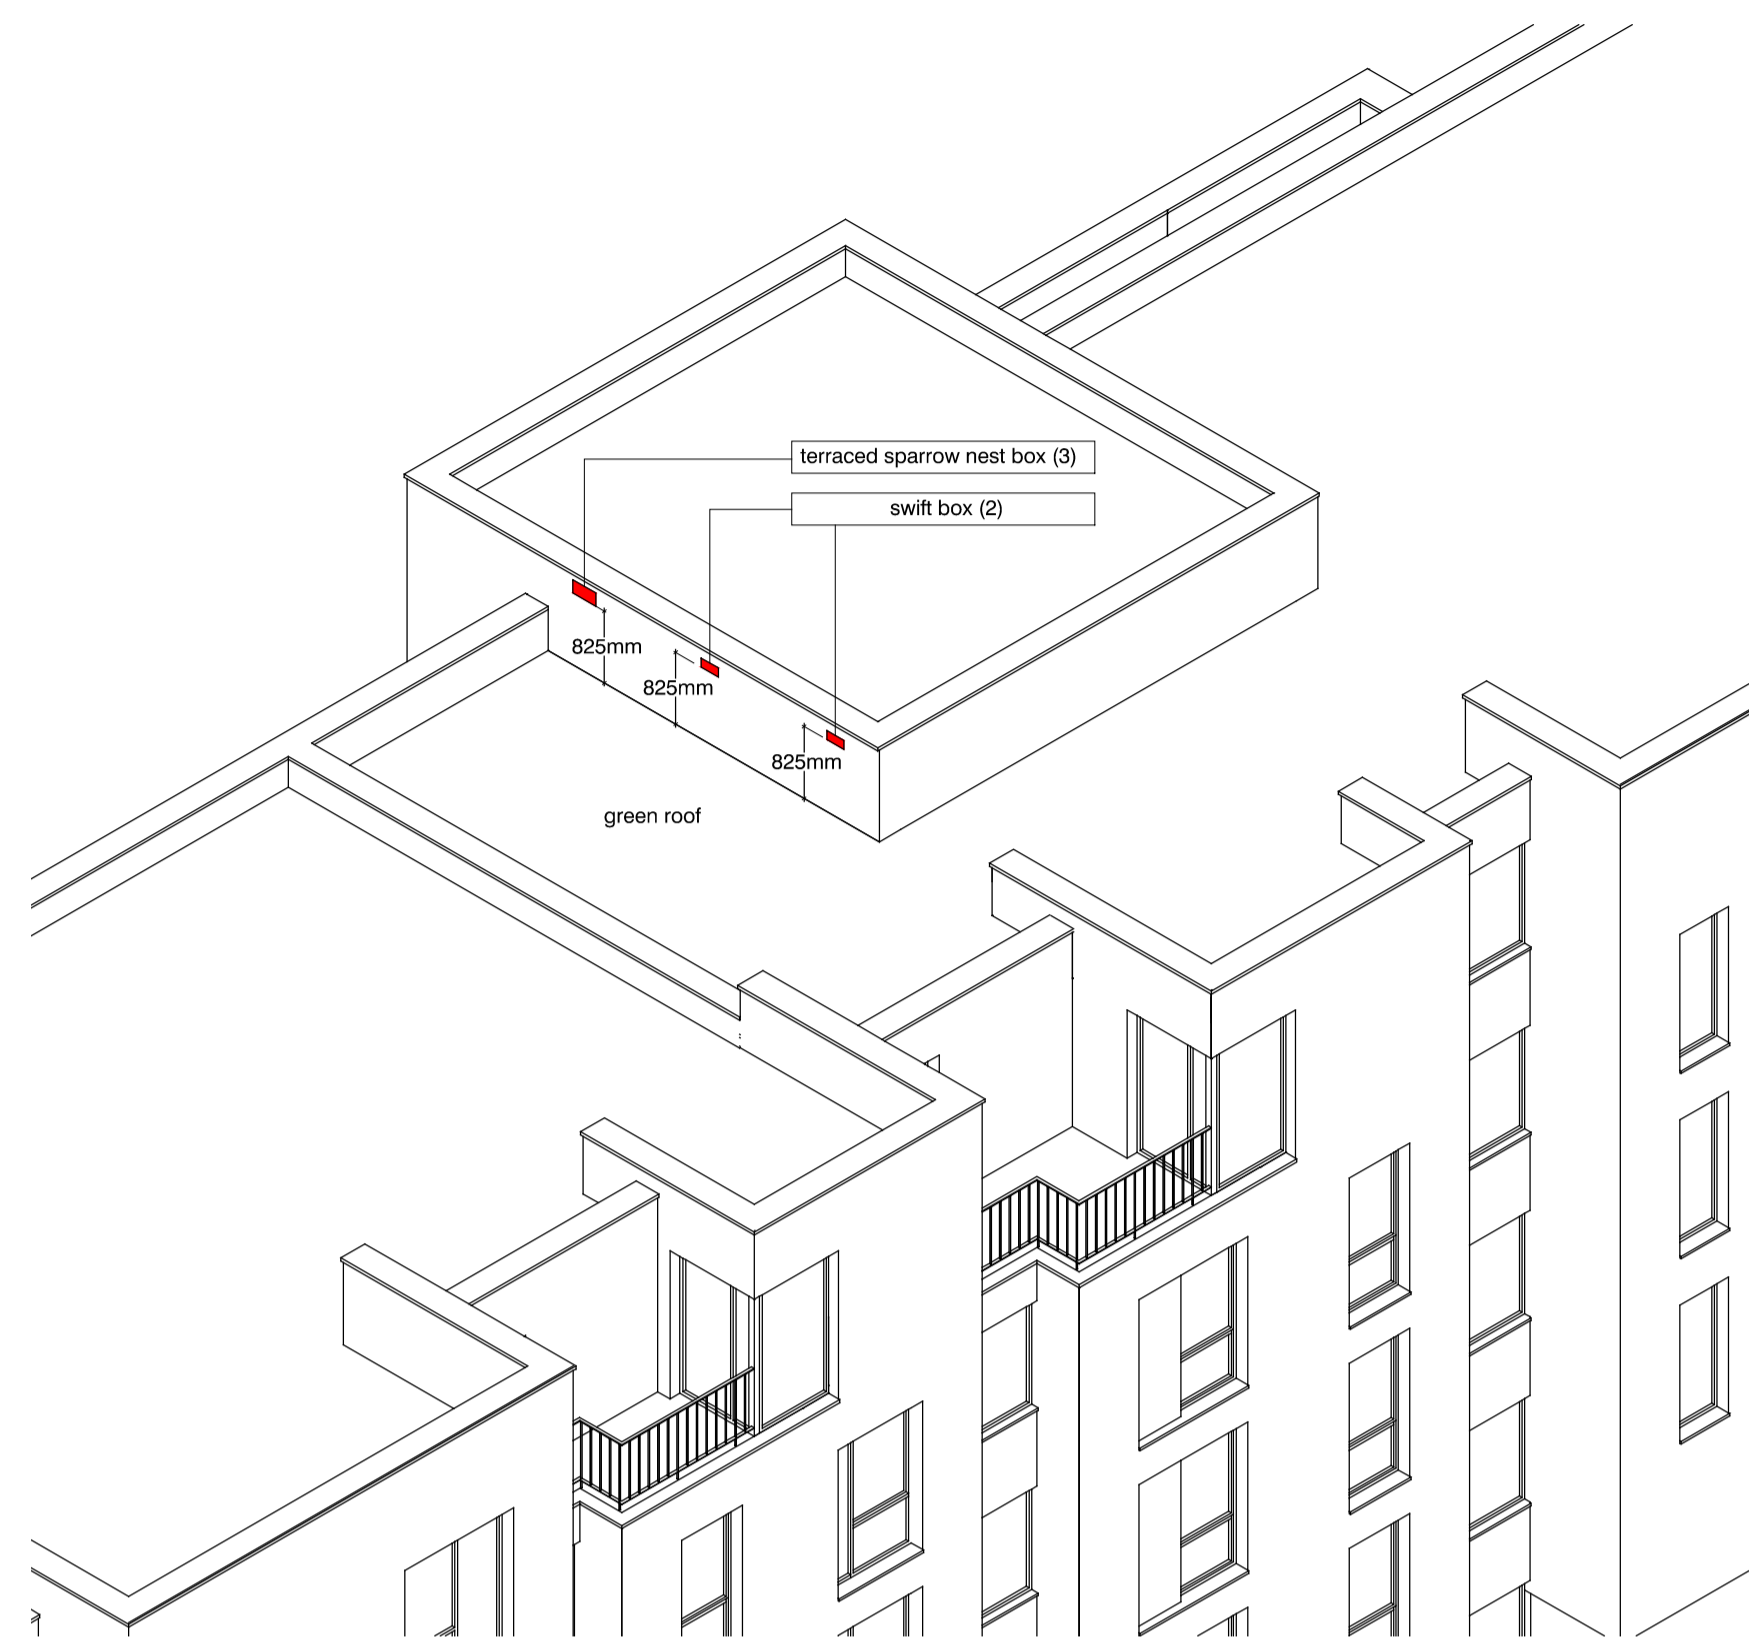 terraced sparrow nest box (3)
swift box (2)
825mm
825mm
825mm
green roof